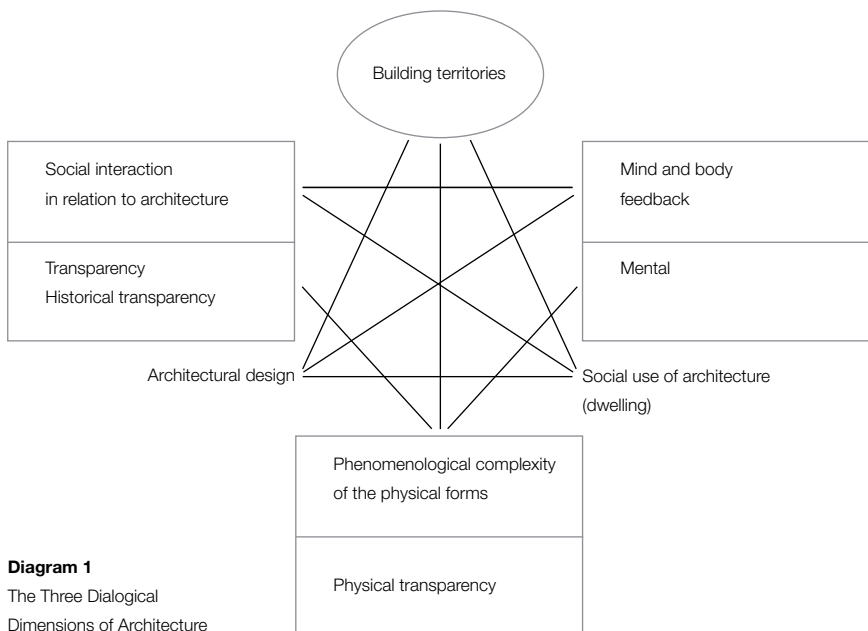 Building territories
Social interaction
in relation to architecture
Mind and body
feedback
Transparency
Historical transparency
Mental
Architectural design
Social use of architecture
(dwelling)
Phenomenological complexity
of the physical forms
Physical transparency
Diagram 1
The Three Dialogical
Dimensions of Architecture